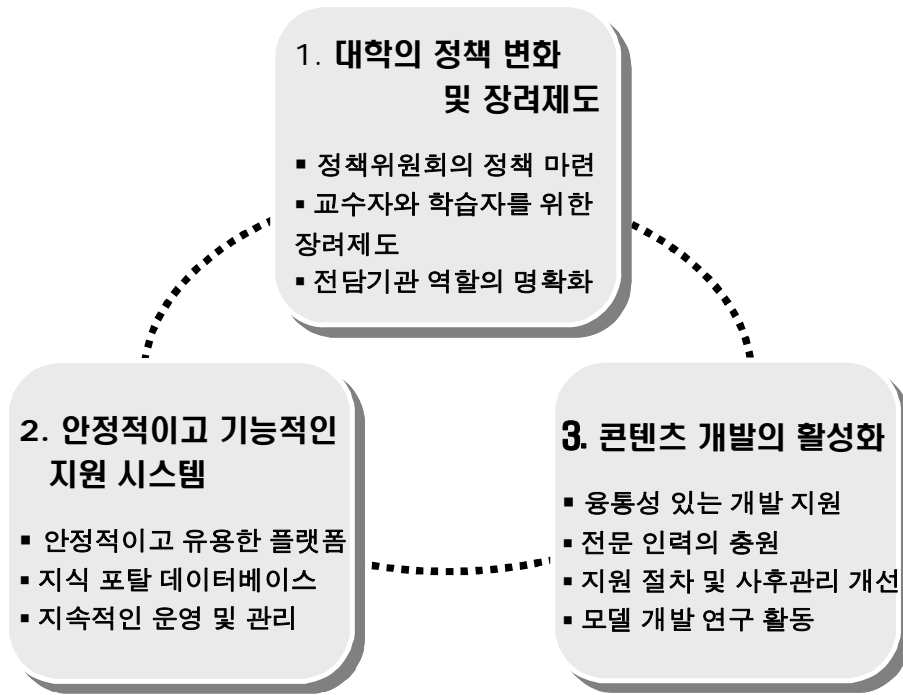 1. 대학의 정책 변화
및 장려제도
▪ 정책위원회의 정책 마련
▪ 교수자와 학습자를 위한
장려제도
▪ 전담기관 역할의 명확화
2. 안정적이고 기능적인
지원 시스템
▪ 안정적이고 유용한 플랫폼
▪ 지식 포탈 데이터베이스
▪ 지속적인 운영 및 관리
3. 콘텐츠 개발의 활성화
▪ 융통성 있는 개발 지원
▪ 전문 인력의 충원
▪ 지원 절차 및 사후관리 개선
▪ 모델 개발 연구 활동